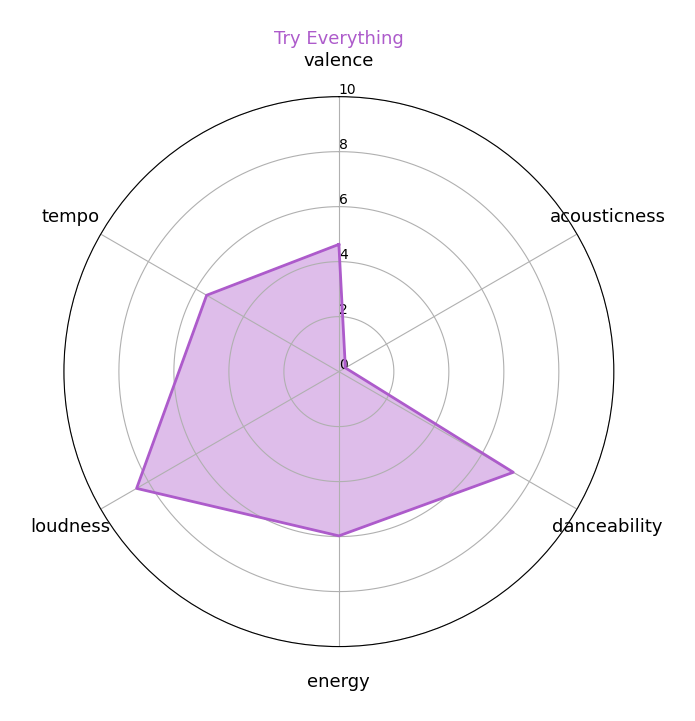 Try Everything
valence
10
8
6
4
2
0
tempo
acousticness
loudness
danceability
energy